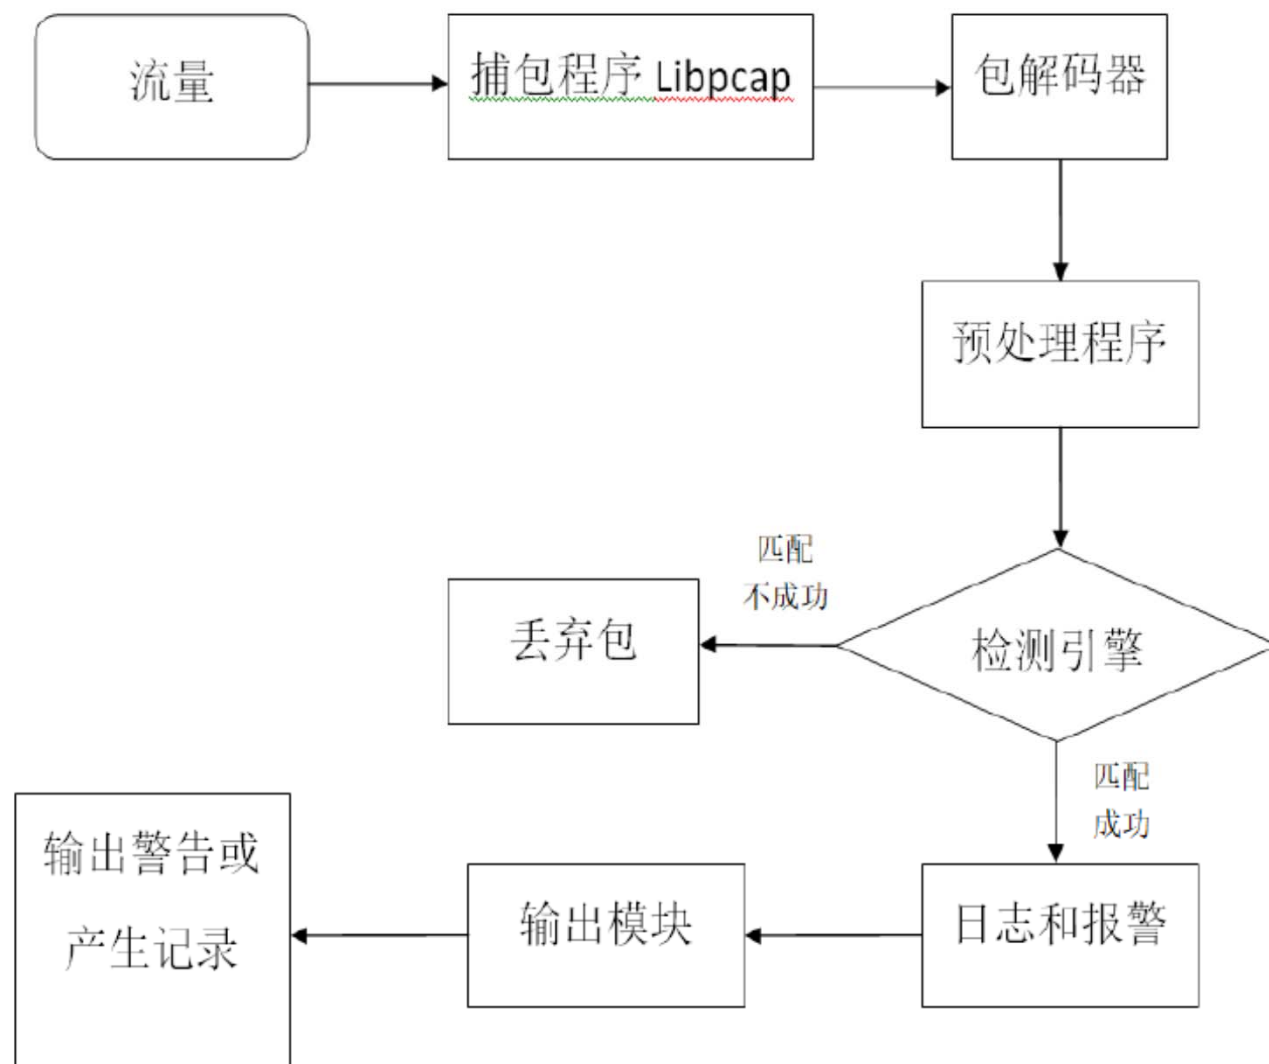 流量
捕包程序 Libpcap
包解码器
预处理程序
匹配
不成功
丢弃包
检测引擎
匹配
成功
输出警告或
产生记录
输出模块
日志和报警